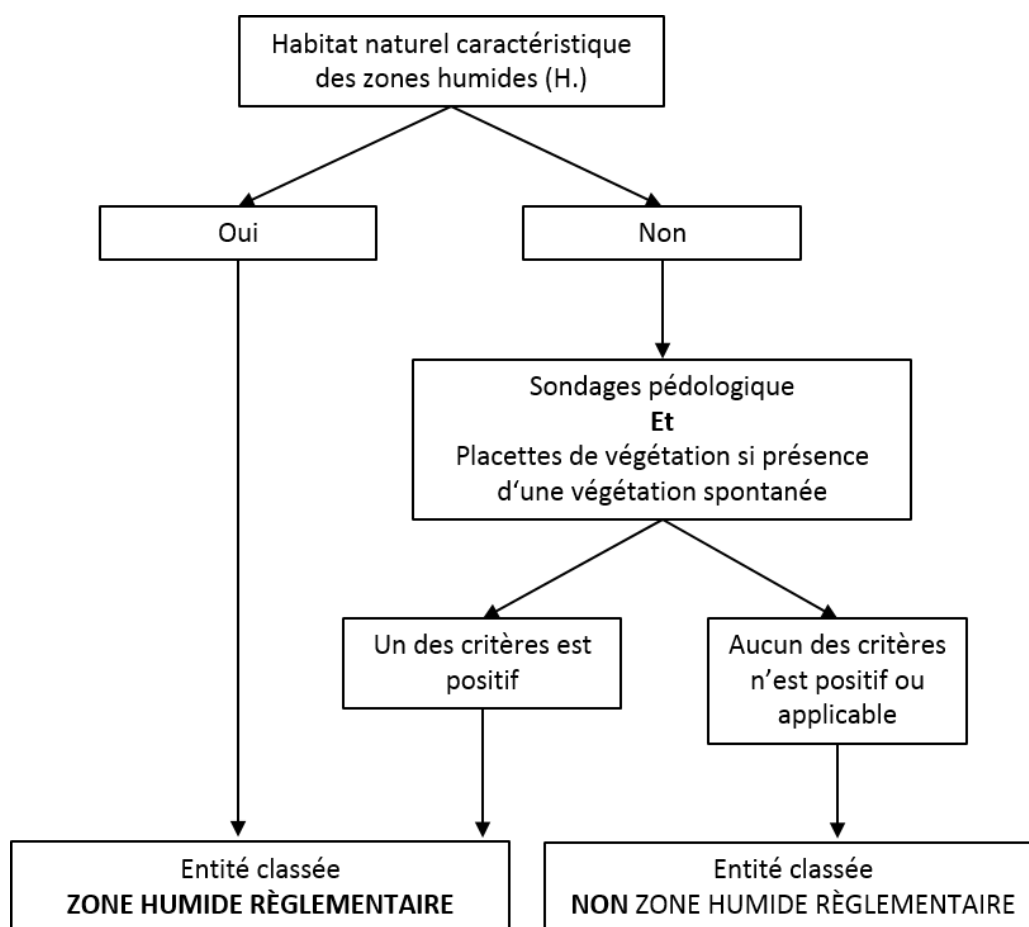 Habitat naturel caractéristique
des zones humides (H.)
Oui
Non
Sondages pédologique
Et
Placettes de végétation si présence
d‘une végétation spontanée
Un des critères est
positif
Aucun des critères
n’est positif ou
applicable
Entité classée
ZONE HUMIDE RÈGLEMENTAIRE
Entité classée
NON ZONE HUMIDE RÈGLEMENTAIRE